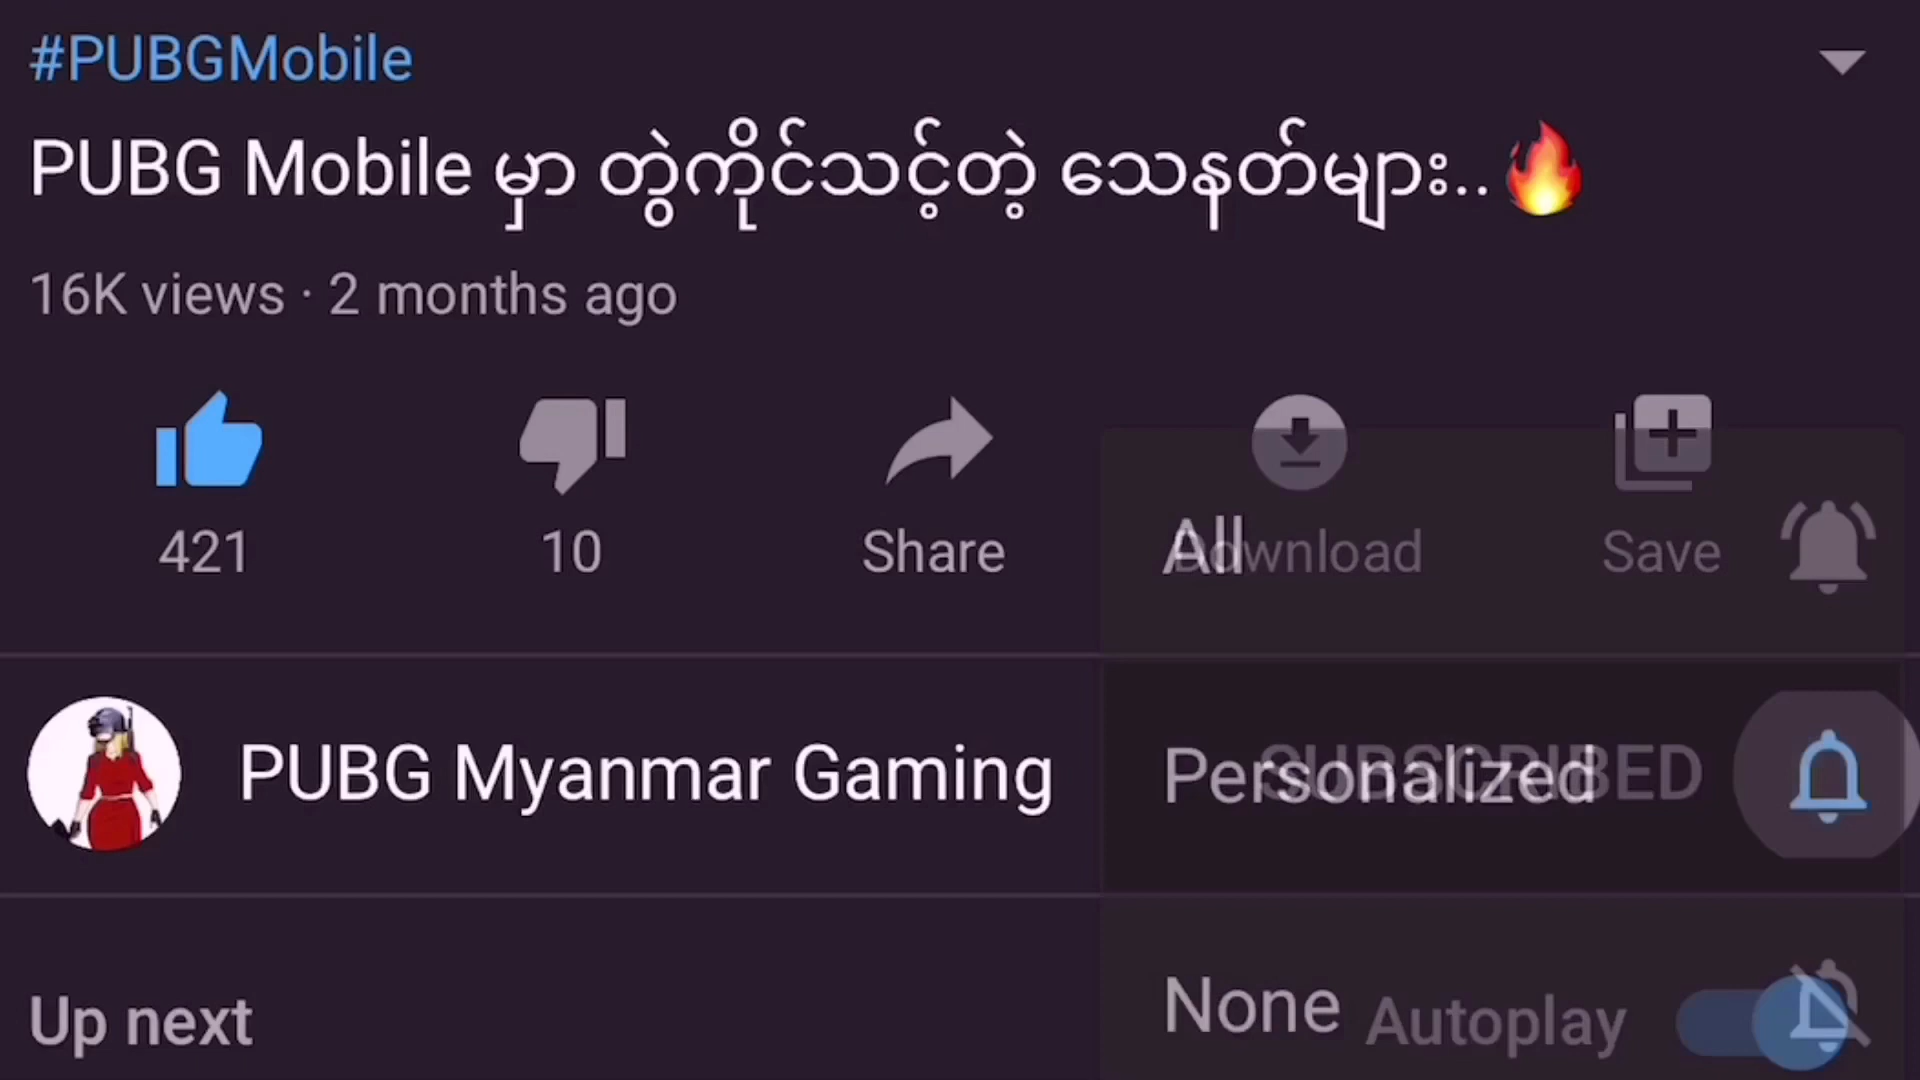 #PUBGMobile
PUBG Mobile မှာ တွဲကိုင်သင့်တဲ့ သေနတ်များ..🔥
16K views · 2 months ago
421 10 Share Download Save
All
PUBG Myanmar Gaming SUBSCRIBED
Personalized
Up next Autoplay
None